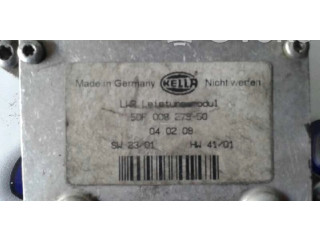 Made in Germany HELLA Nicht werfen
LWR Leistungsmodul
5DF 008 279-50
04 02 08
SW 23/01 HW 41/01